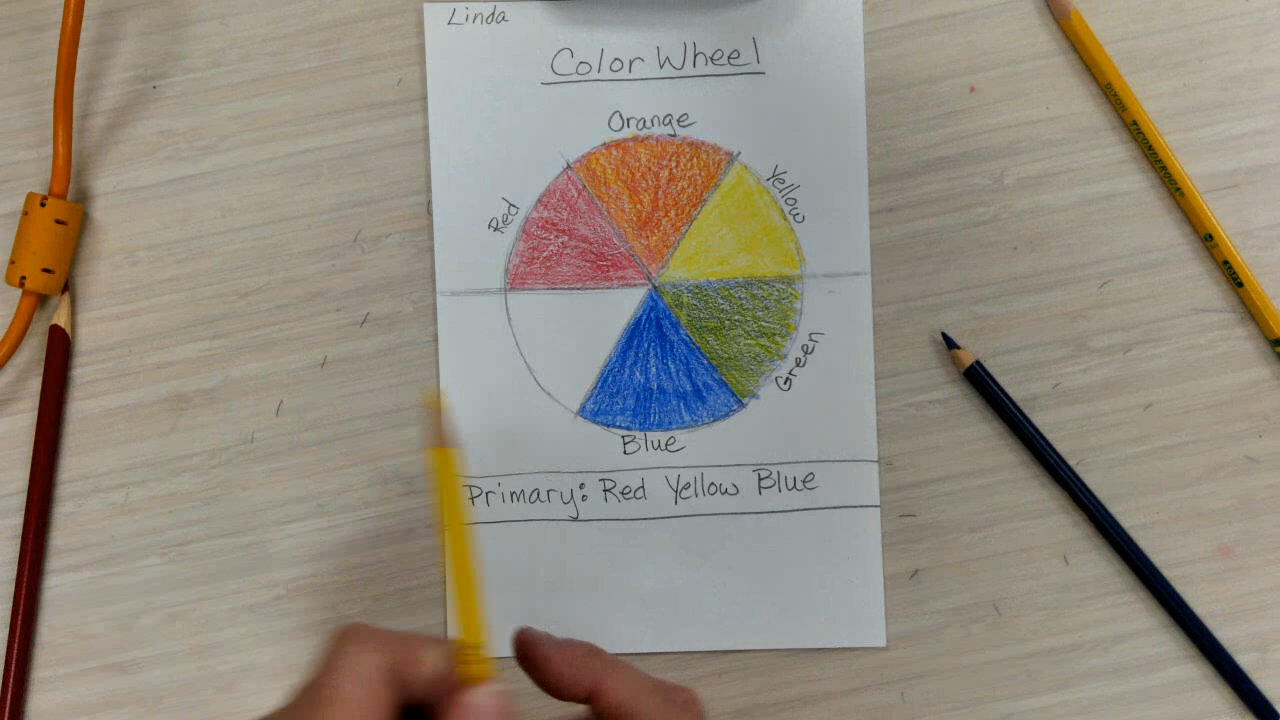 Linda
Color Wheel
Orange
Red
Yellow
Green
Blue
Primary: Red Yellow Blue
DIXON TICONDEROGA